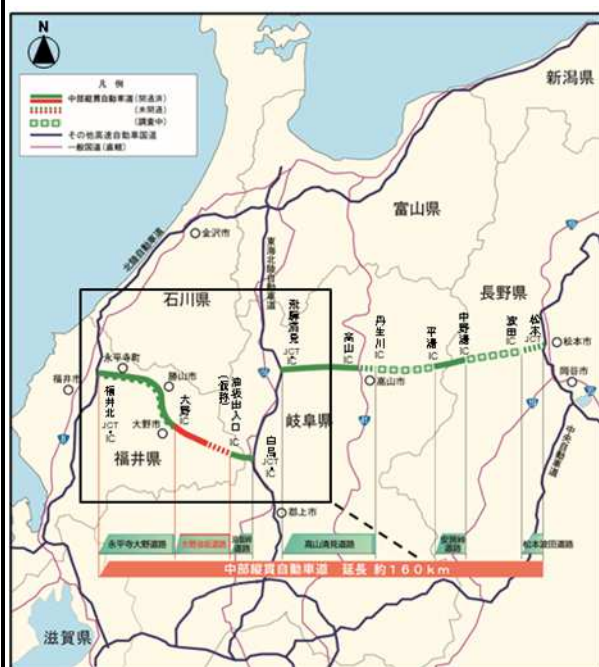 N
凡 例
中部縦貫自動車道 (開通済)
(未開通)
(調査中)
その他高速自動車国道
一般国道(直轄)
新潟県
富山県
金沢市
北陸自動車道
東海北陸自動車道
石川県
長野県
飛騨清見
JCT
IC
高山
IC
丹生川
IC
平湯
IC
中ノ湯
IC
波田
IC
松本
JCT
IC
松本市
岡谷市
高山市
中央自動車道
永平寺町
福井市
勝山市
福井北
JCT
IC
大野市
大野
IC
油坂出入口
(仮称)
IC
白鳥
JCT
IC
岐阜県
福井県
郡上市
永平寺大野道路
大野油坂道路
油坂峠
道路
高山清見道路
安房峠
道路
松本波田道路
中部縦貫自動車道 延長 約160km
滋賀県